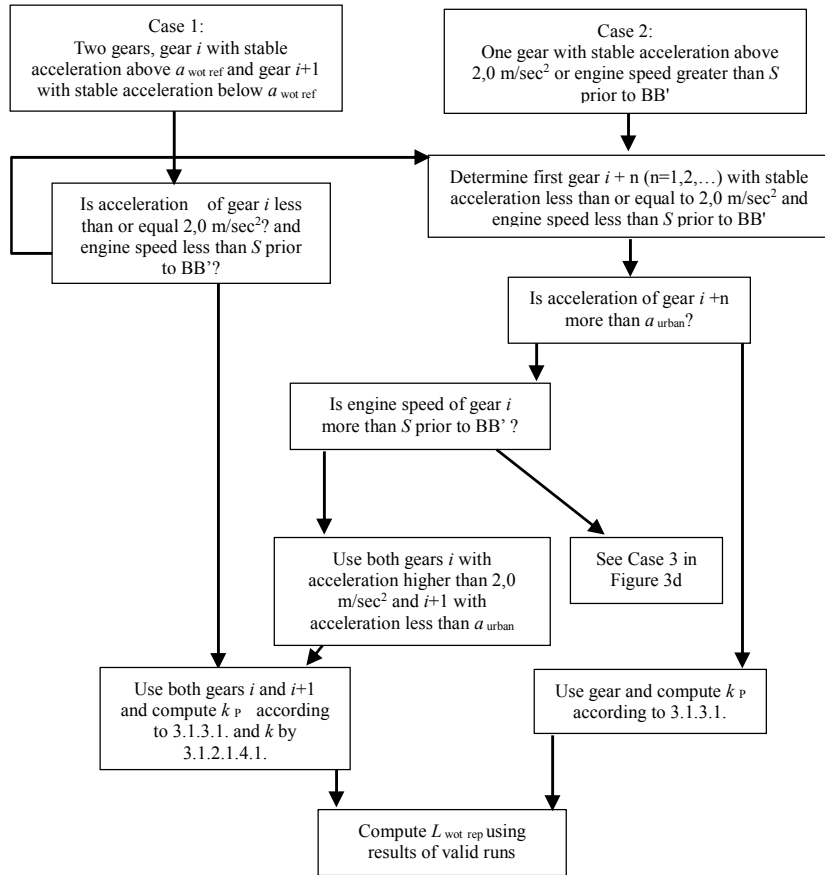 Case 1:
Two gears, gear i with stable
acceleration above a wot ref and gear i+1
with stable acceleration below a wot ref
Case 2:
One gear with stable acceleration above
2,0 m/sec² or engine speed greater than S
prior to BB'
Is acceleration of gear i less
than or equal 2,0 m/sec²? and
engine speed less than S prior
to BB’?
Determine first gear i + n (n=1,2,…) with stable
acceleration less than or equal to 2,0 m/sec² and
engine speed less than S prior to BB'
Is acceleration of gear i +n
more than a urban?
Is engine speed of gear i
more than S prior to BB’ ?
Use both gears i with
acceleration higher than 2,0
m/sec² and i+1 with
acceleration less than a urban
See Case 3 in
Figure 3d
Use both gears i and i+1
and compute k P according
to 3.1.3.1. and k by
3.1.2.1.4.1.
Use gear and compute k P
according to 3.1.3.1.
Compute L wot rep using
results of valid runs